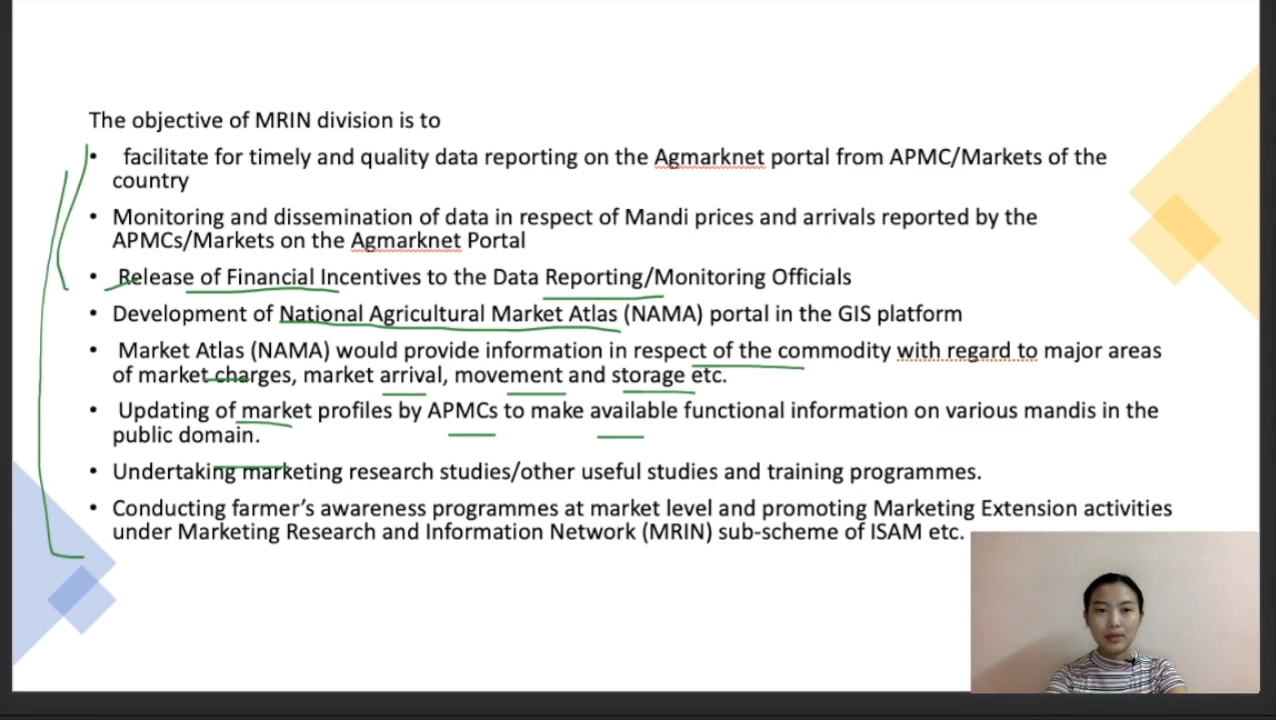 The objective of MRIN division is to
• facilitate for timely and quality data reporting on the Agmarknet portal from APMC/Markets of the
country
• Monitoring and dissemination of data in respect of Mandi prices and arrivals reported by the
APMCs/Markets on the Agmarknet Portal
• Release of Financial Incentives to the Data Reporting/Monitoring Officials
• Development of National Agricultural Market Atlas (NAMA) portal in the GIS platform
• Market Atlas (NAMA) would provide information in respect of the commodity with regard to major areas
of market charges, market arrival, movement and storage etc.
• Updating of market profiles by APMCs to make available functional information on various mandis in the
public domain.
• Undertaking marketing research studies/other useful studies and training programmes.
• Conducting farmer’s awareness programmes at market level and promoting Marketing Extension activities
under Marketing Research and Information Network (MRIN) sub-scheme of ISAM etc.